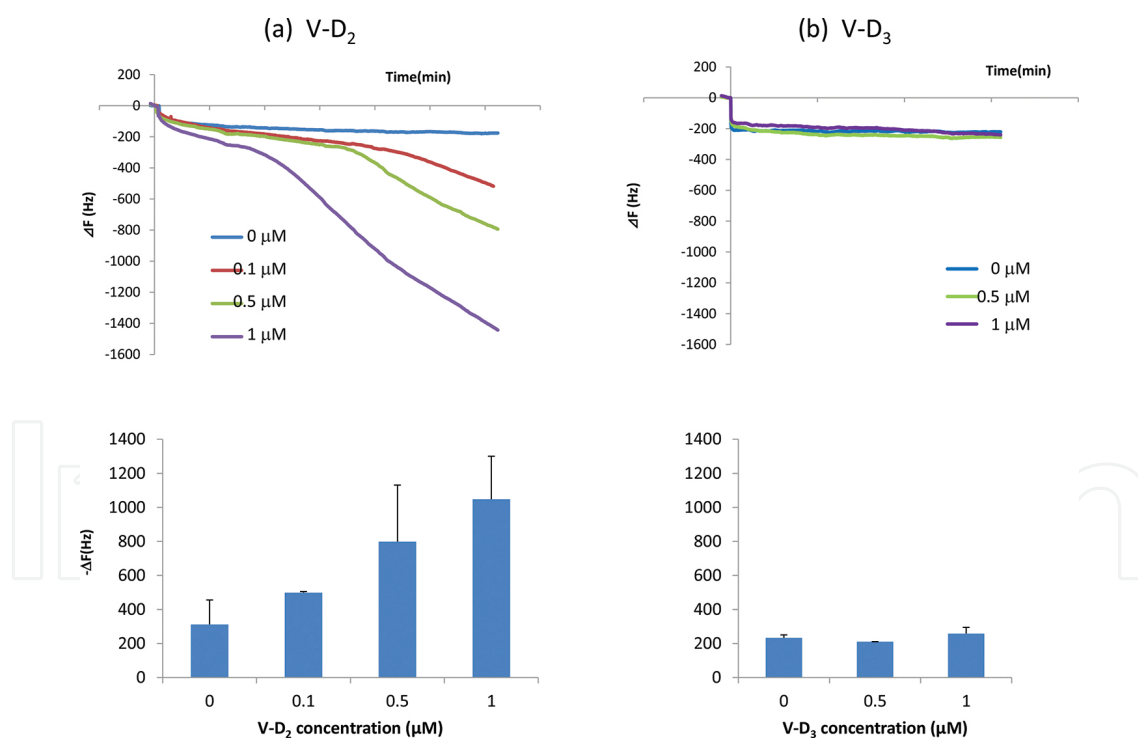 (a) V-D2
(b) V-D3
Time(min)
200
0
-200
-400
-600
-800
-1000
-1200
-1400
-1600
ΔF (Hz)
0 µM
0.1 µM
0.5 µM
1 µM
Time(min)
200
0
-200
-400
-600
-800
-1000
-1200
-1400
-1600
ΔF (Hz)
0 µM
0.5 µM
1 µM
1400
1200
1000
800
600
400
200
0
-ΔF(Hz)
0 0.1 0.5 1
V-D2 concentration (µM)
1400
1200
1000
800
600
400
200
0
0 0.5 1
V-D3 concentration (µM)